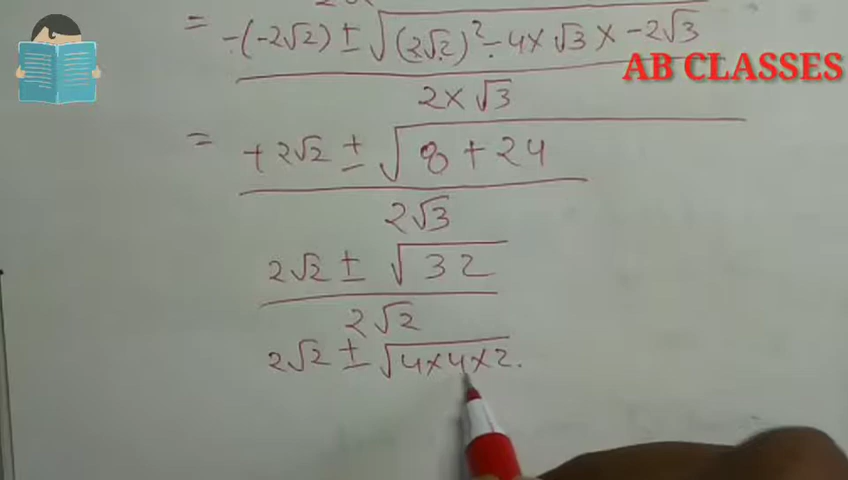 = -(-2√2) ± √(2√2)² - 4×√3 × -2√3
AB CLASSES
2×√3
= +2√2 ± √8 + 24
2√3
2√2 ± √32
2√2
2√2 ± √4×4×2.